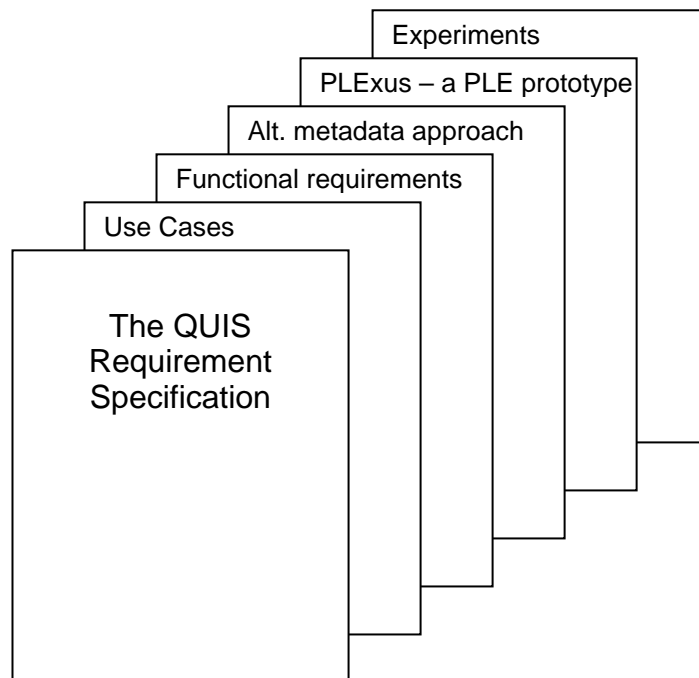 Experiments
PLExus – a PLE prototype
Alt. metadata approach
Functional requirements
Use Cases
The QUIS
Requirement
Specification